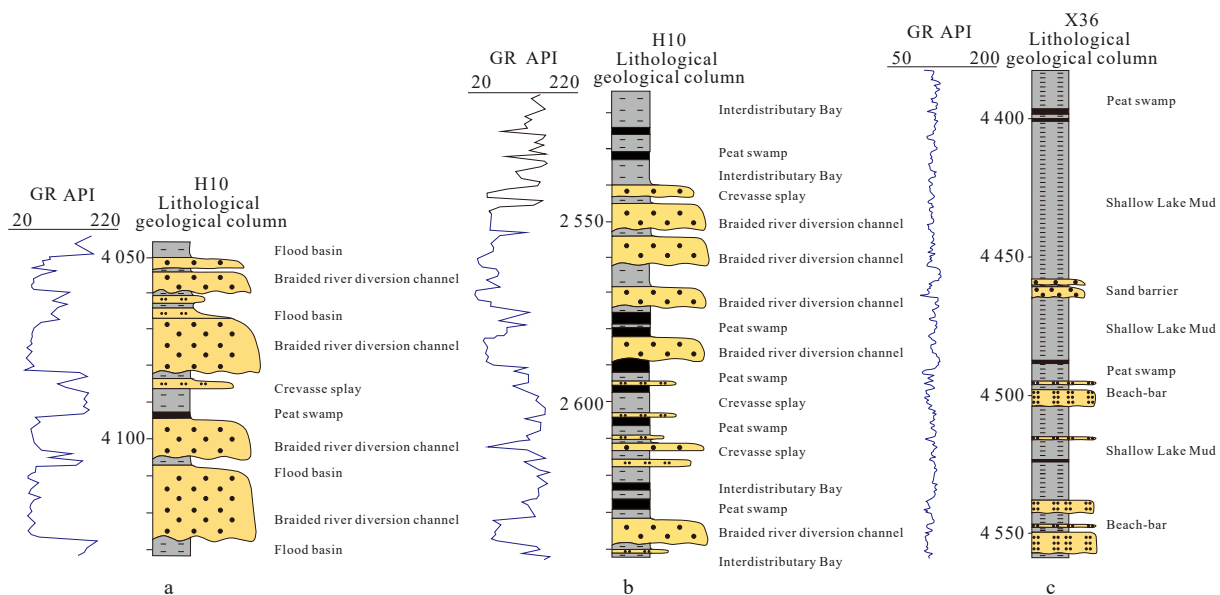 H10
Lithological
geological column
GR API
20 220
4 050
4 100
Flood basin
Braided river diversion channel
Flood basin
Braided river diversion channel
Crevasse splay
Peat swamp
Braided river diversion channel
Flood basin
Braided river diversion channel
Flood basin
a
H10
Lithological
geological column
GR API
20 220
2 550
2 600
Interdistributary Bay
Peat swamp
Interdistributary Bay
Crevasse splay
Braided river diversion channel
Braided river diversion channel
Braided river diversion channel
Peat swamp
Braided river diversion channel
Peat swamp
Crevasse splay
Peat swamp
Crevasse splay
Interdistributary Bay
Peat swamp
Braided river diversion channel
Interdistributary Bay
b
X36
Lithological
geological column
GR API
50 200
4 400
4 450
4 500
4 550
Peat swamp
Shallow Lake Mud
Sand barrier
Shallow Lake Mud
Peat swamp
Beach-bar
Shallow Lake Mud
Beach-bar
c